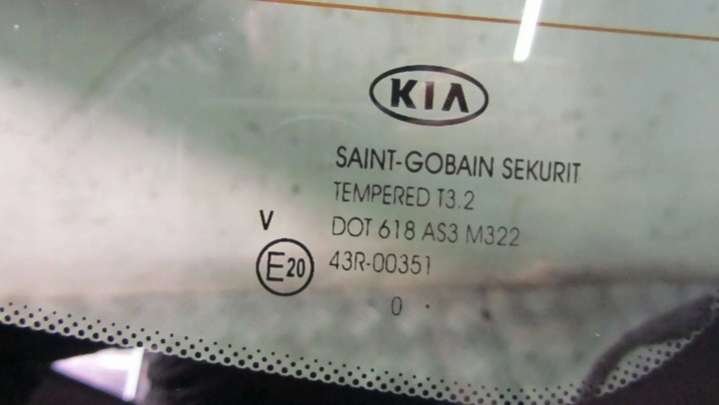 KIA
SAINT-GOBAIN SEKURIT
TEMPERED T3.2
V DOT 618 AS3 M322
E20 43R-00351
0 ·